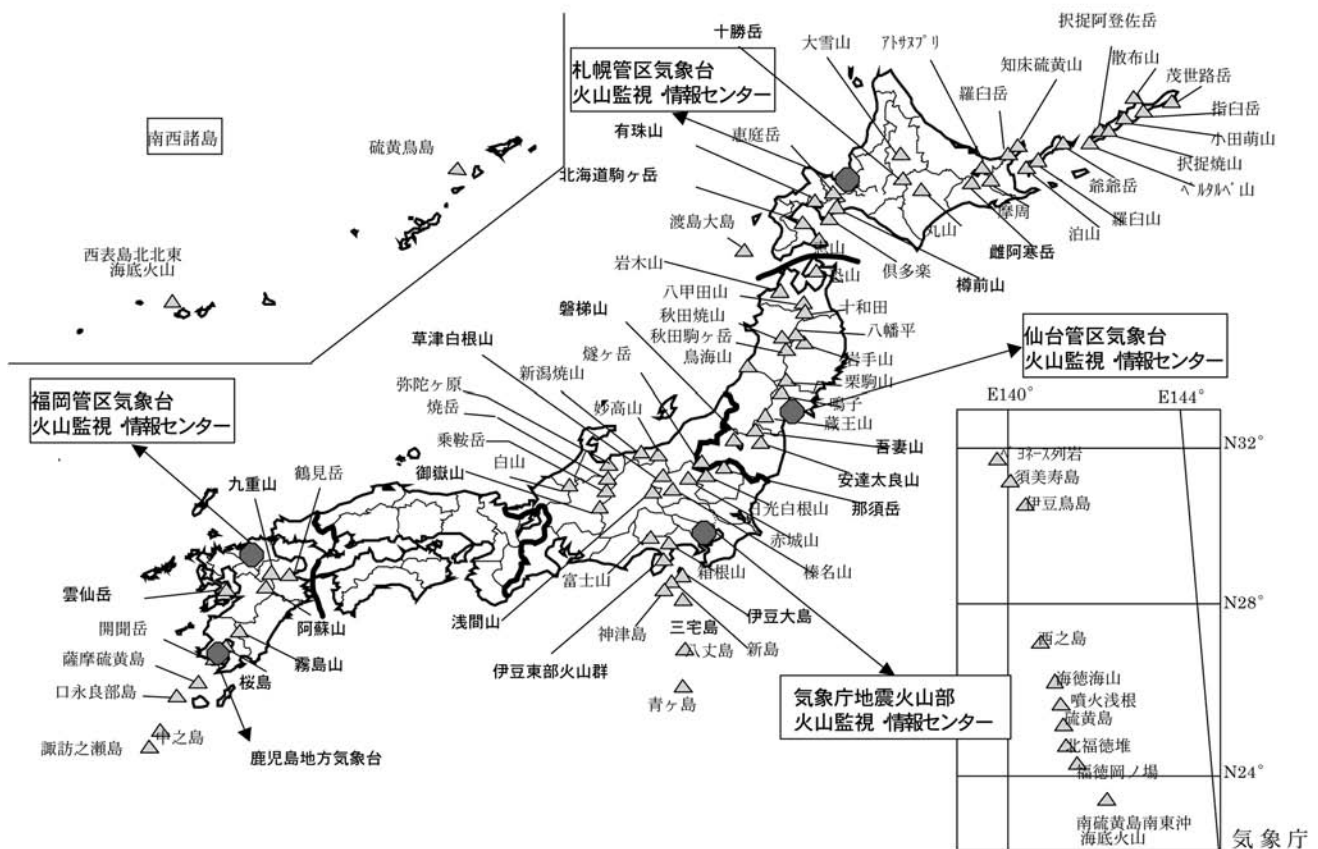 南西諸島
硫黄鳥島
西表島北北東
海底火山
札幌管区気象台
火山監視・情報センター
十勝岳
大雪山
アトサヌプリ
知床硫黄山
羅臼岳
択捉阿登佐岳
散布山
茂世路岳
指臼岳
小田萌山
択捉焼山
ベルタルベ山
爺爺岳
羅臼山
泊山
摩周
雌阿寒岳
丸山
有珠山
恵庭岳
北海道駒ヶ岳
渡島大島
倶多楽
樽前山
恐山
岩木山
八甲田山
十和田
秋田焼山
八幡平
秋田駒ヶ岳
岩手山
鳥海山
栗駒山
鳴子
蔵王山
吾妻山
安達太良山
磐梯山
那須岳
仙台管区気象台
火山監視・情報センター
草津白根山
燧ヶ岳
新潟焼山
妙高山
弥陀ヶ原
焼岳
乗鞍岳
白山
御嶽山
日光白根山
赤城山
榛名山
浅間山
富士山
箱根山
伊豆東部火山群
伊豆大島
神津島
三宅島
新島
八丈島
青ヶ島
気象庁地震火山部
火山監視・情報センター
福岡管区気象台
火山監視・情報センター
鶴見岳
九重山
雲仙岳
阿蘇山
霧島山
桜島
開聞岳
薩摩硫黄島
口永良部島
中之島
諏訪之瀬島
鹿児島地方気象台
E140°
E144°
N32°
N28°
N24°
ベヨネース列岩
須美寿島
伊豆鳥島
西之島
海徳海山
噴火浅根
硫黄島
北福徳堆
福徳岡ノ場
南硫黄島南東沖
海底火山
気象庁